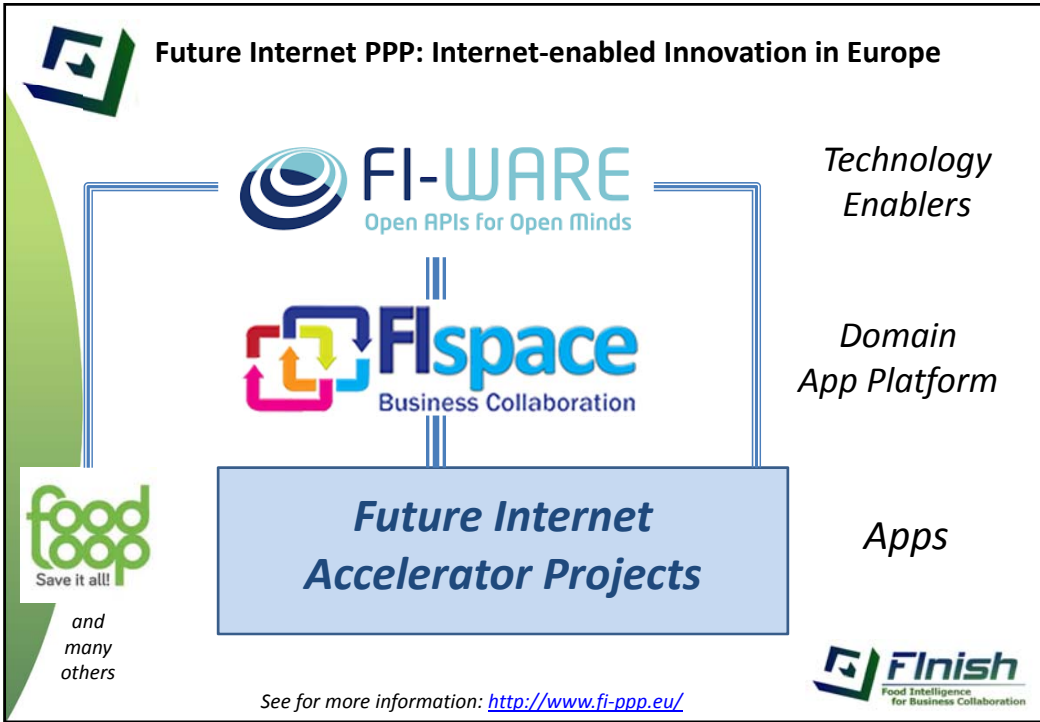 Future Internet PPP: Internet-enabled Innovation in Europe
FI-WARE
Open APIs for Open Minds
Technology
Enablers
FIspace
Business Collaboration
Domain
App Platform
food
loop
Save it all!
and
many
others
Future Internet
Accelerator Projects
Apps
See for more information: http://www.fi-ppp.eu/
FInish
Food Intelligence
for Business Collaboration